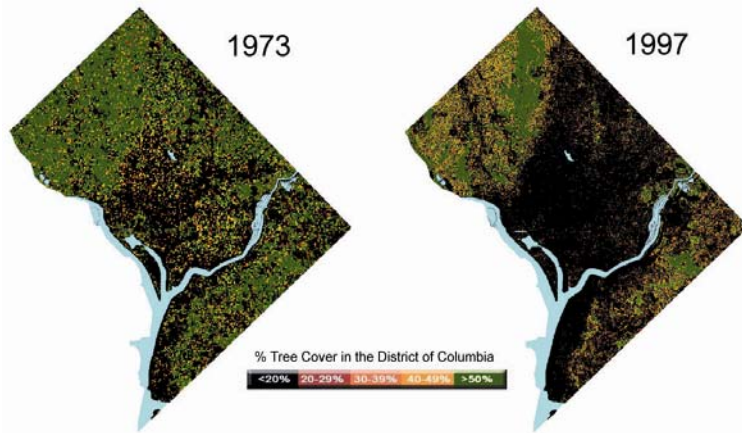 1973
1997
% Tree Cover in the District of Columbia
<20% 20-29% 30-39% 40-49% >50%